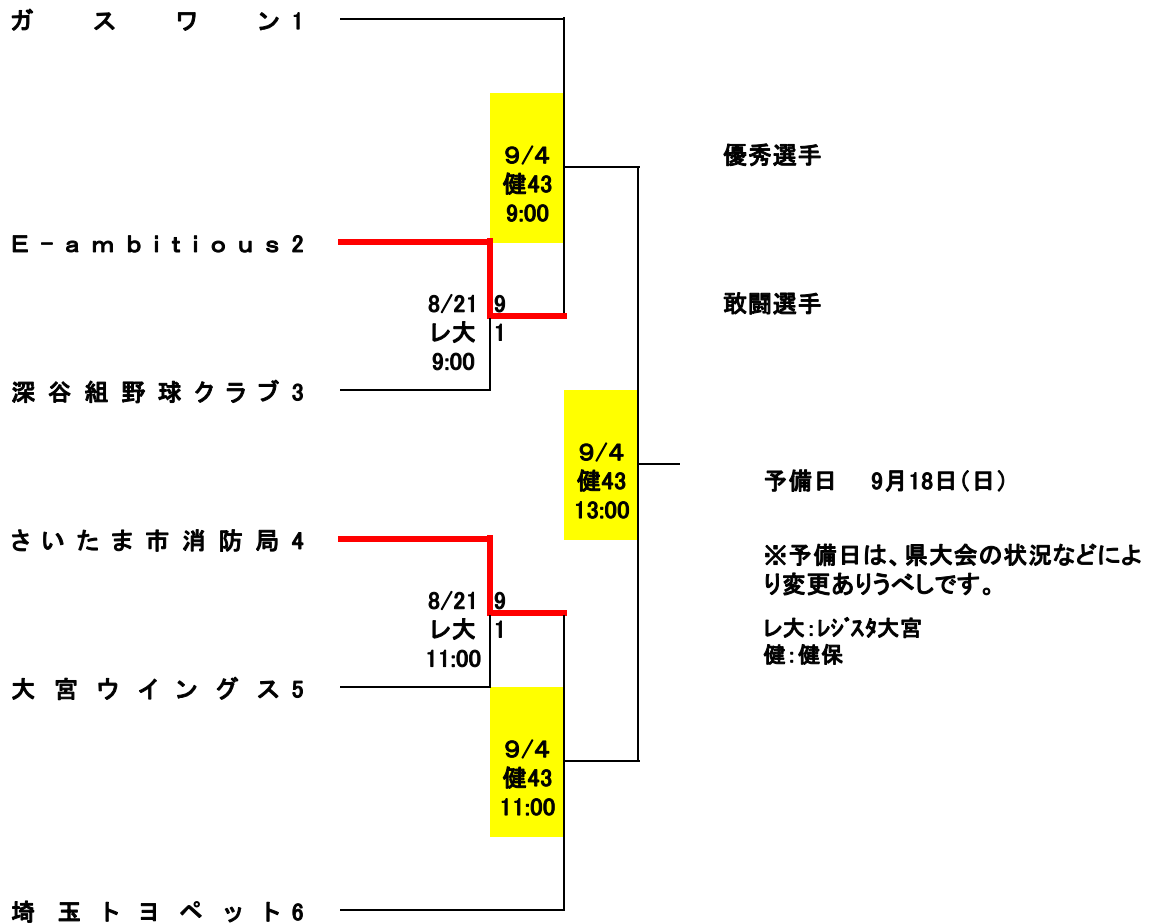 ガスワン 1
9/4
健43
9:00
優秀選手
E-ambitious 2
8/21 9
レ大 1
9:00
敢闘選手
深谷組野球クラブ 3
9/4
健43
13:00
予備日 9月18日(日)
さいたま市消防局 4
※予備日は、県大会の状況などによ
り変更ありうべしです。
8/21 9
レ大 1
11:00
レ大:レジスタ大宮
健:健保
大宮ウイングス 5
9/4
健43
11:00
埼玉トヨペット 6